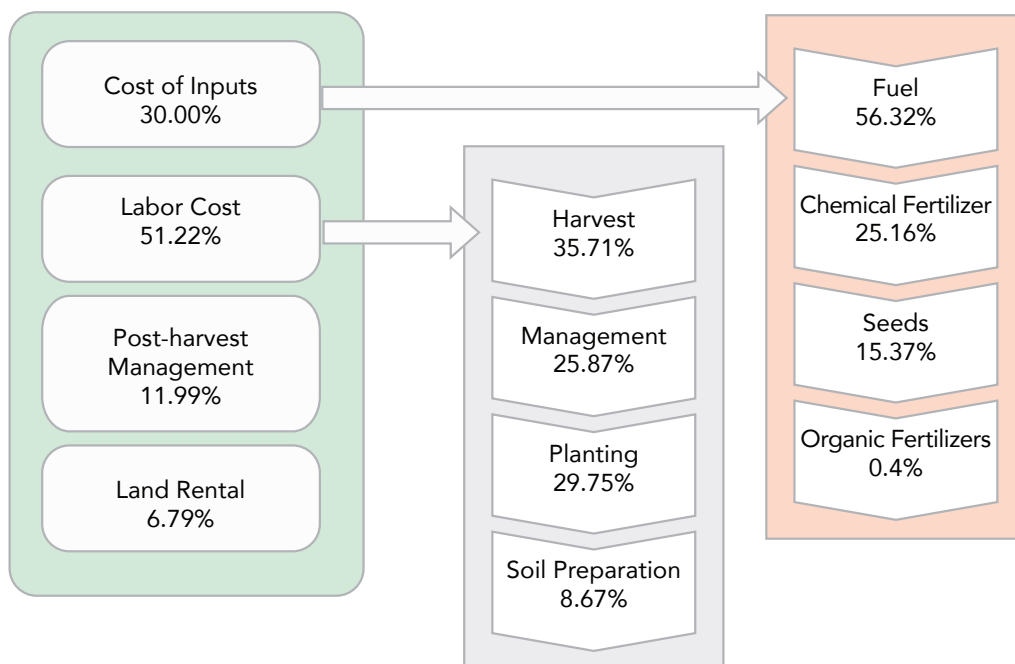 Cost of Inputs
30.00%
Labor Cost
51.22%
Post-harvest
Management
11.99%
Land Rental
6.79%
Harvest
35.71%
Management
25.87%
Planting
29.75%
Soil Preparation
8.67%
Fuel
56.32%
Chemical Fertilizer
25.16%
Seeds
15.37%
Organic Fertilizers
0.4%